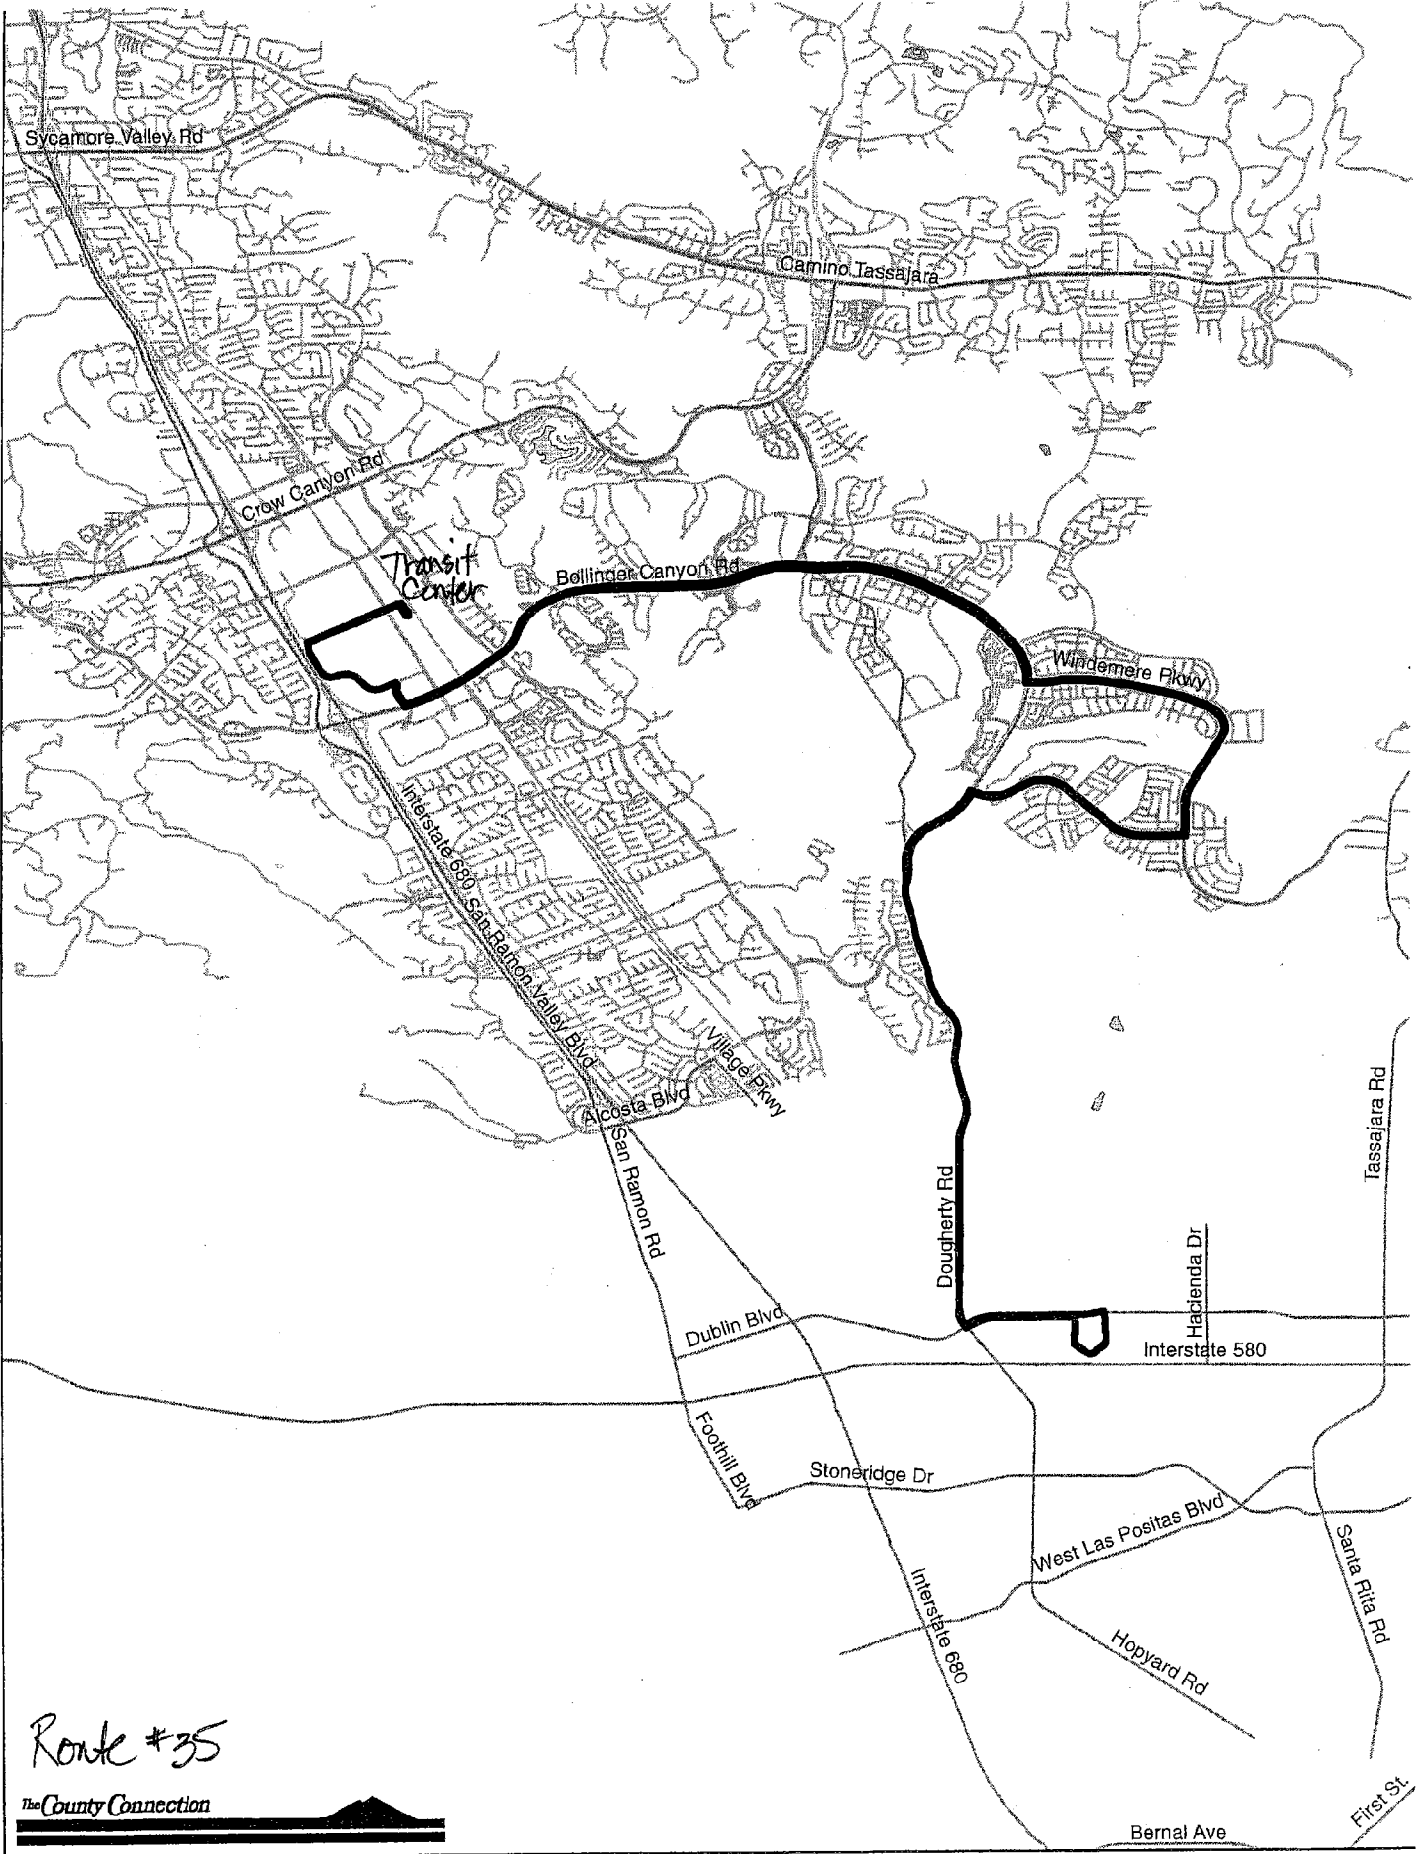 Sycamore Valley Rd
Camino Tassajara
Crow Canyon Rd
Transit
Center
Bollinger Canyon Rd
Windemere Pkwy
Interstate 680
San Ramon Valley Blvd
Village Pkwy
Alcosta Blvd
San Ramon Rd
Tassajara Rd
Dougherty Rd
Hacienda Dr
Dublin Blvd
Interstate 580
Foothill Blvd
Stoneridge Dr
West Las Positas Blvd
Santa Rita Rd
Interstate 680
Hopyard Rd
Route #35
The County Connection
First St.
Bernal Ave